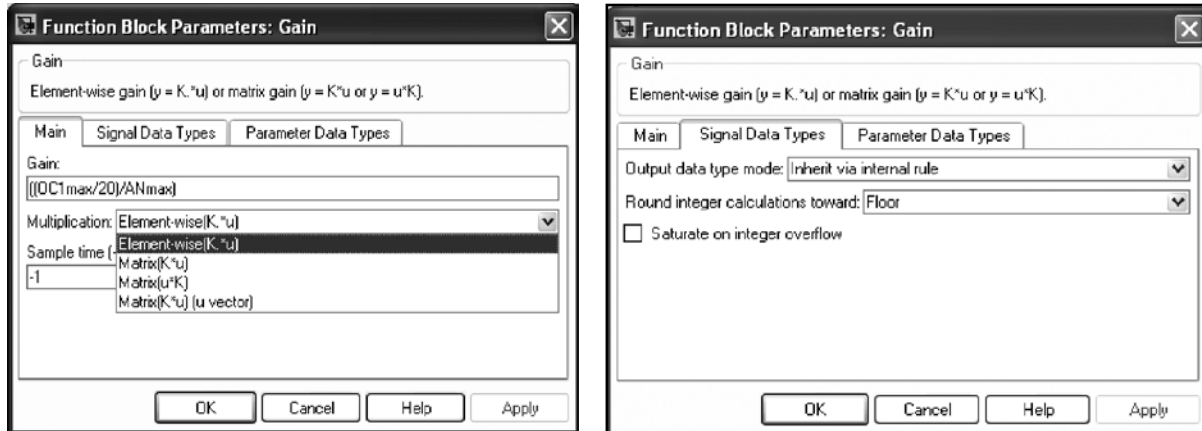 Function Block Parameters: Gain
Gain
Element-wise gain (y = K.*u) or matrix gain (y = K*u or y = u*K).
Main Signal Data Types Parameter Data Types
Gain:
((OC1max/20)/ANmax)
Multiplication: Element-wise(K.*u)
Element-wise(K.*u)
Sample time (
Matrix(K*u)
-1
Matrix(u*K)
Matrix(K*u) (u vector)
OK Cancel Help Apply
Function Block Parameters: Gain
Gain
Element-wise gain (y = K.*u) or matrix gain (y = K*u or y = u*K).
Main Signal Data Types Parameter Data Types
Output data type mode: Inherit via internal rule
Round integer calculations toward: Floor
Saturate on integer overflow
OK Cancel Help Apply